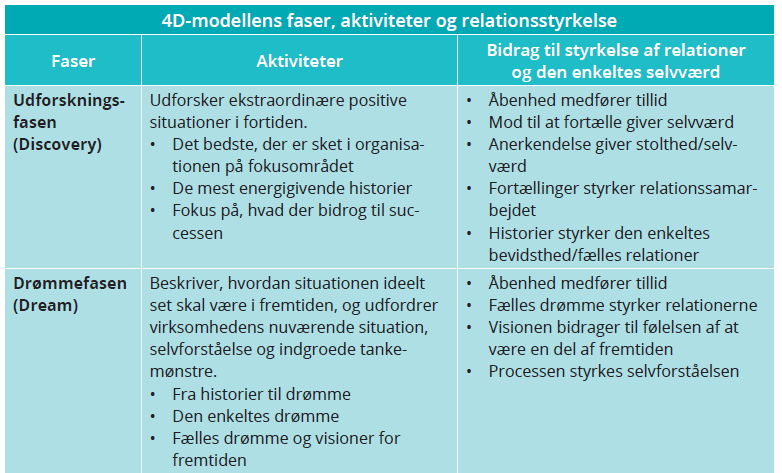 4D-modellens faser, aktiviteter og relationsstyrkelse
Faser
Aktiviteter
Bidrag til styrkelse af relationer
og den enkeltes selvværd
Udforsknings-
fasen
(Discovery)
Udforsker ekstraordinære positive
situationer i fortiden.
• Det bedste, der er sket i organisa-
tionen på fokusområdet
• De mest energigivende historier
• Fokus på, hvad der bidrog til suc-
cessen
• Åbenhed medfører tillid
• Mod til at fortælle giver selvværd
• Anerkendelse giver stolthed/selv-
værd
• Fortællinger styrker relationssamar-
bejdet
• Historier styrker den enkeltes
bevidsthed/fælles relationer
Drømmefasen
(Dream)
Beskriver, hvordan situationen ideelt
set skal være i fremtiden, og udfordrer
virksomhedens nuværende situation,
selvforståelse og indgroede tanke-
mønstre.
• Fra historier til drømme
• Den enkeltes drømme
• Fælles drømme og visioner for
fremtiden
• Åbenhed medfører tillid
• Fælles drømme styrker relationerne
• Visionen bidrager til følelsen af at
være en del af fremtiden
• Processen styrkes selvforståelsen